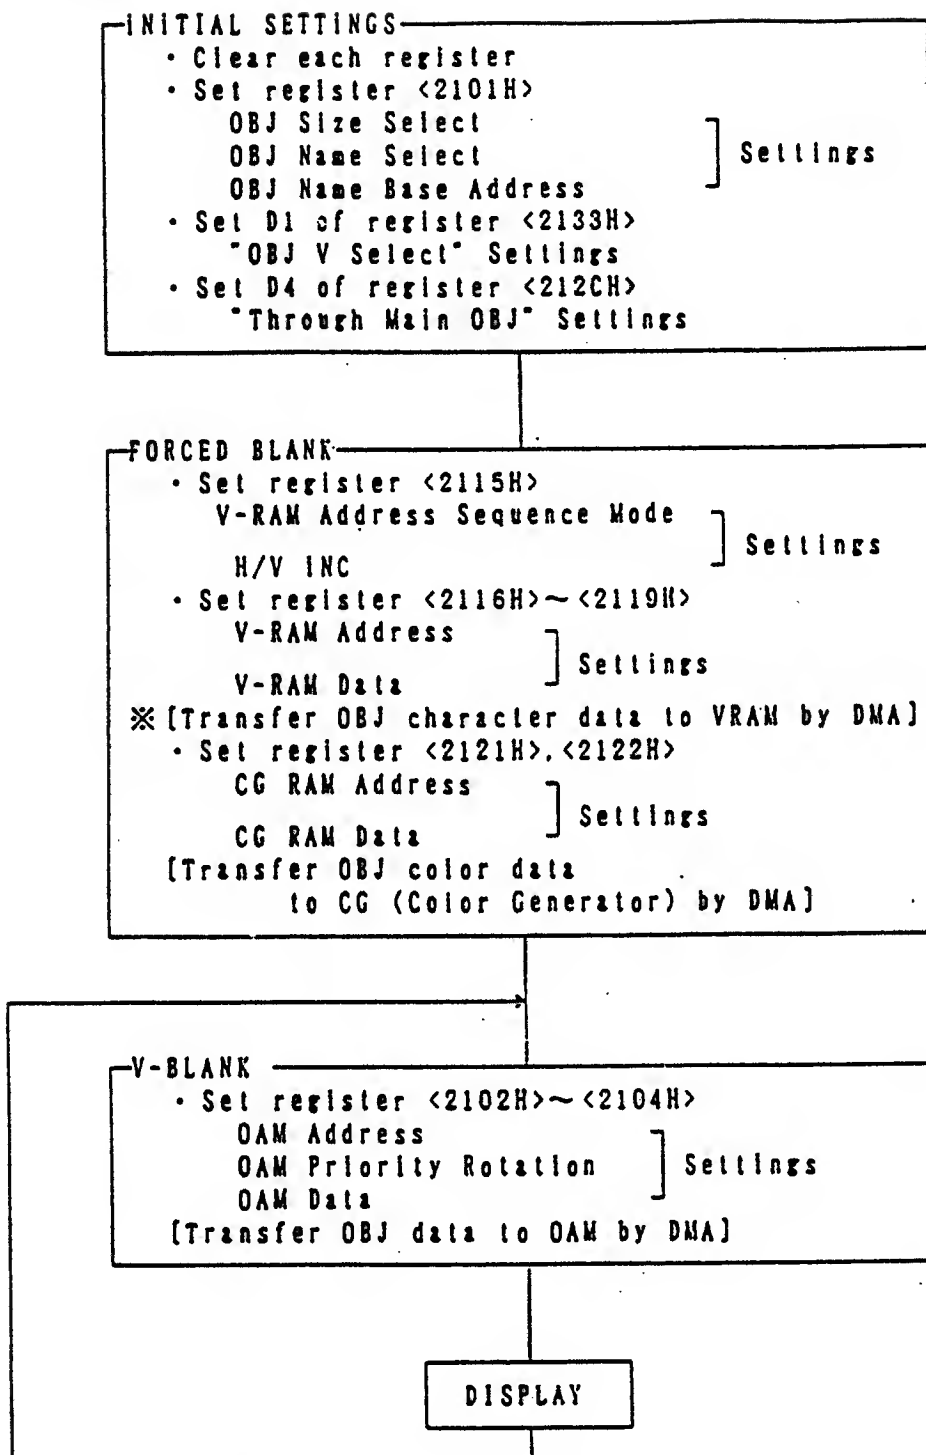 INITIAL SETTINGS
・Clear each register
・Set register <2101H>
OBJ Size Select
OBJ Name Select
Settings
OBJ Name Base Address
・Set D1 of register <2133H>
"OBJ V Select" Settings
・Set D4 of register <212CH>
"Through Main OBJ" Settings
FORCED BLANK
・Set register <2115H>
V-RAM Address Sequence Mode
Settings
H/V INC
・Set register <2116H>~<2119H>
V-RAM Address
Settings
V-RAM Data
※[Transfer OBJ character data to VRAM by DMA]
・Set register <2121H>,<2122H>
CG RAM Address
Settings
CG RAM Data
[Transfer OBJ color data
to CG (Color Generator) by DMA]
V-BLANK
・Set register <2102H>~<2104H>
OAM Address
OAM Priority Rotation
Settings
OAM Data
[Transfer OBJ data to OAM by DMA]
DISPLAY